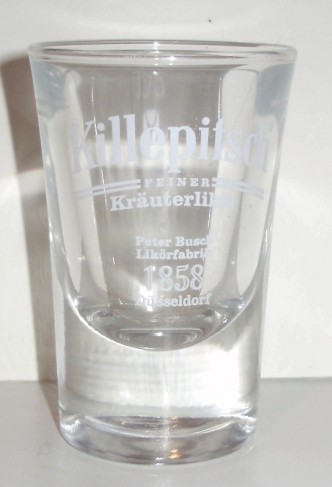 Killepitsch
FEINER
Kräuterlikör
Peter Busch
Likörfabrik
1858
Düsseldorf